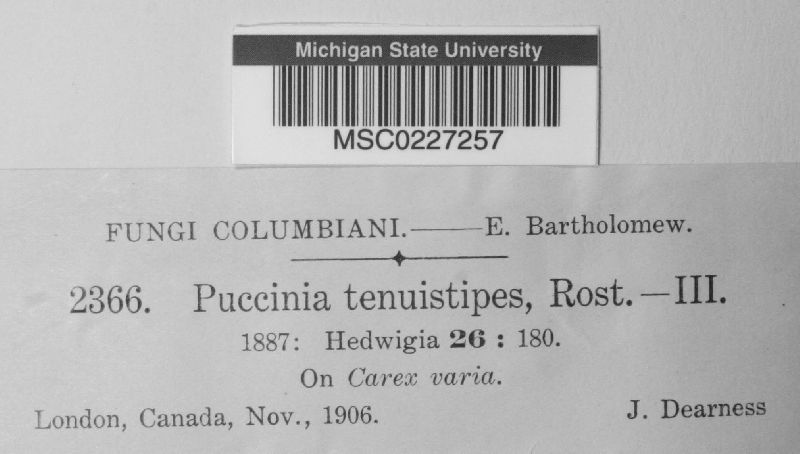 Michigan State University
MSC0227257
FUNGI COLUMBIANI.——E. Bartholomew.
2366. Puccinia tenuistipes, Rost.—III.
1887: Hedwigia 26 : 180.
On Carex varia.
London, Canada, Nov., 1906. J. Dearness